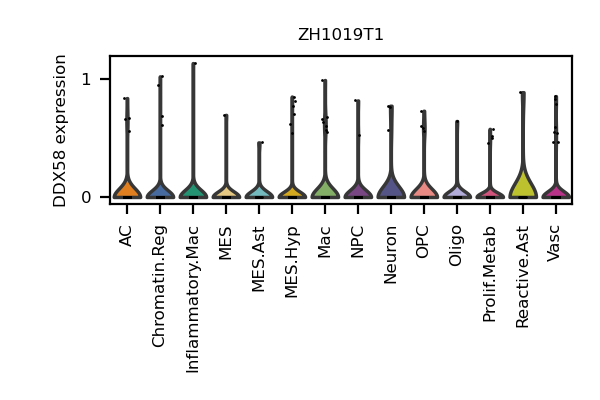 ZH1019T1
DDX58 expression
1
0
AC
Chromatin.Reg
Inflammatory.Mac
MES
MES.Ast
MES.Hyp
Mac
NPC
Neuron
OPC
Oligo
Prolif.Metab
Reactive.Ast
Vasc